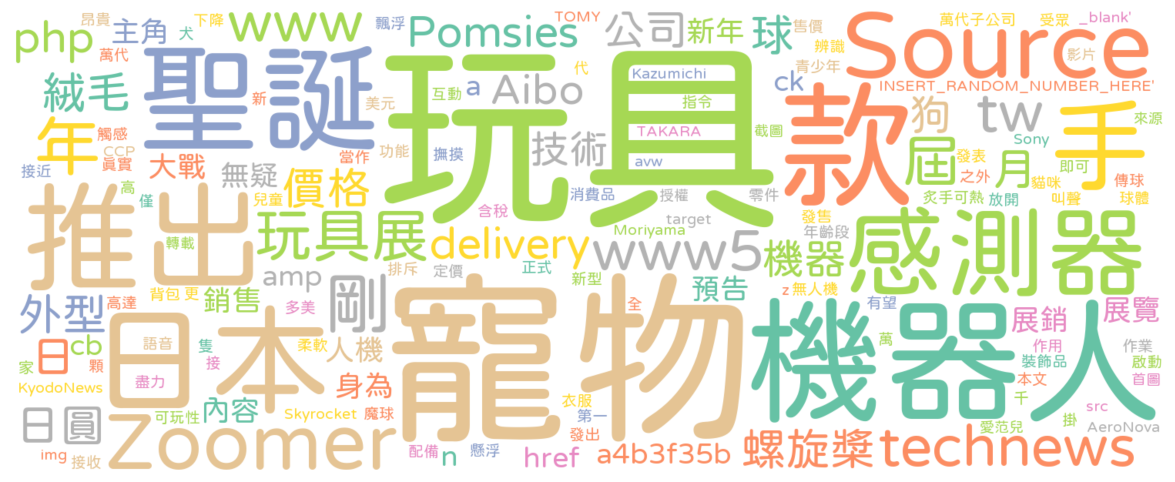 昂貴 下降 飄浮 TOMY 萬代子公司 受眾 _blank'
php 主角 犬 www Pomsies 公司 新年 球 售價 Source
萬代 代 辨識 影片
絨毛 聖誕 新 美元 互動 a Aibo Kazumichi 玩具 指令 ck 青少年 INSERT_RANDOM_NUMBER_HERE'
年 觸感 CCP 真實 功能 TAKARA 截圖 款 狗 tw 手 來源
接近 大戰 當作 撫摸 技術 avw Sony 屆 月 發表 即可
高 僅 無疑 兒童 價格 消費品 授權 零件 炙手可熱 之外 放開 貓咪 叫聲 傳球 球體
推出 轉載 玩具展 含稅 delivery Moriyama target 發售 年齡段 感測器
背包 更 amp 排斥 定價 正式 www5 機器
外型 高達 銷售 多美 剛 新型 預告 z 無人機 有望 展覽
日 cb 日本 語音 隻 柔軟 人機 寵物 全 機器人 萬 展銷 作用 作業
家 顆 盡力 接 身為 裝飾品 啟動
KyodoNews 可玩性 內容 Skyrocket 魔球 衣服 第一 本文 首圖
日圓 Zoomer 發出 千 愛范兒 掛 src AeroNova
img 接收 配備 n 懸浮 href a4b3f35b 螺旋槳 technews